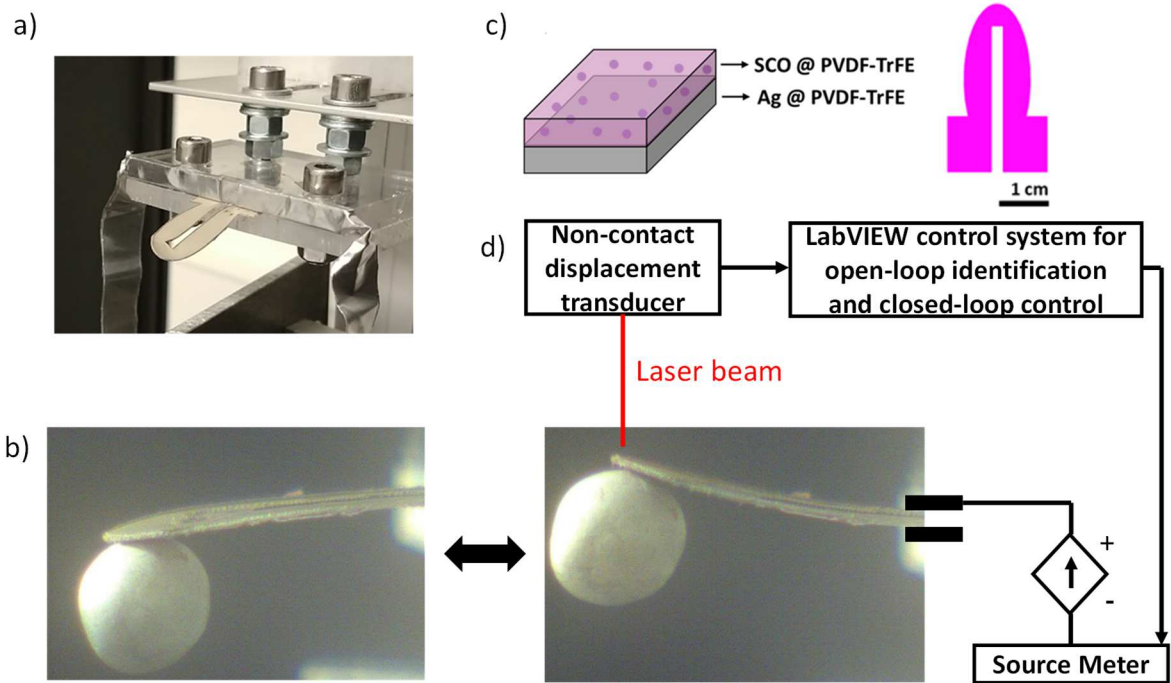 a)
c)
SCO @ PVDF-TrFE
Ag @ PVDF-TrFE
1 cm
d)
Non-contact
displacement
transducer
LabVIEW control system for
open-loop identification
and closed-loop control
Laser beam
b)
+
-
Source Meter